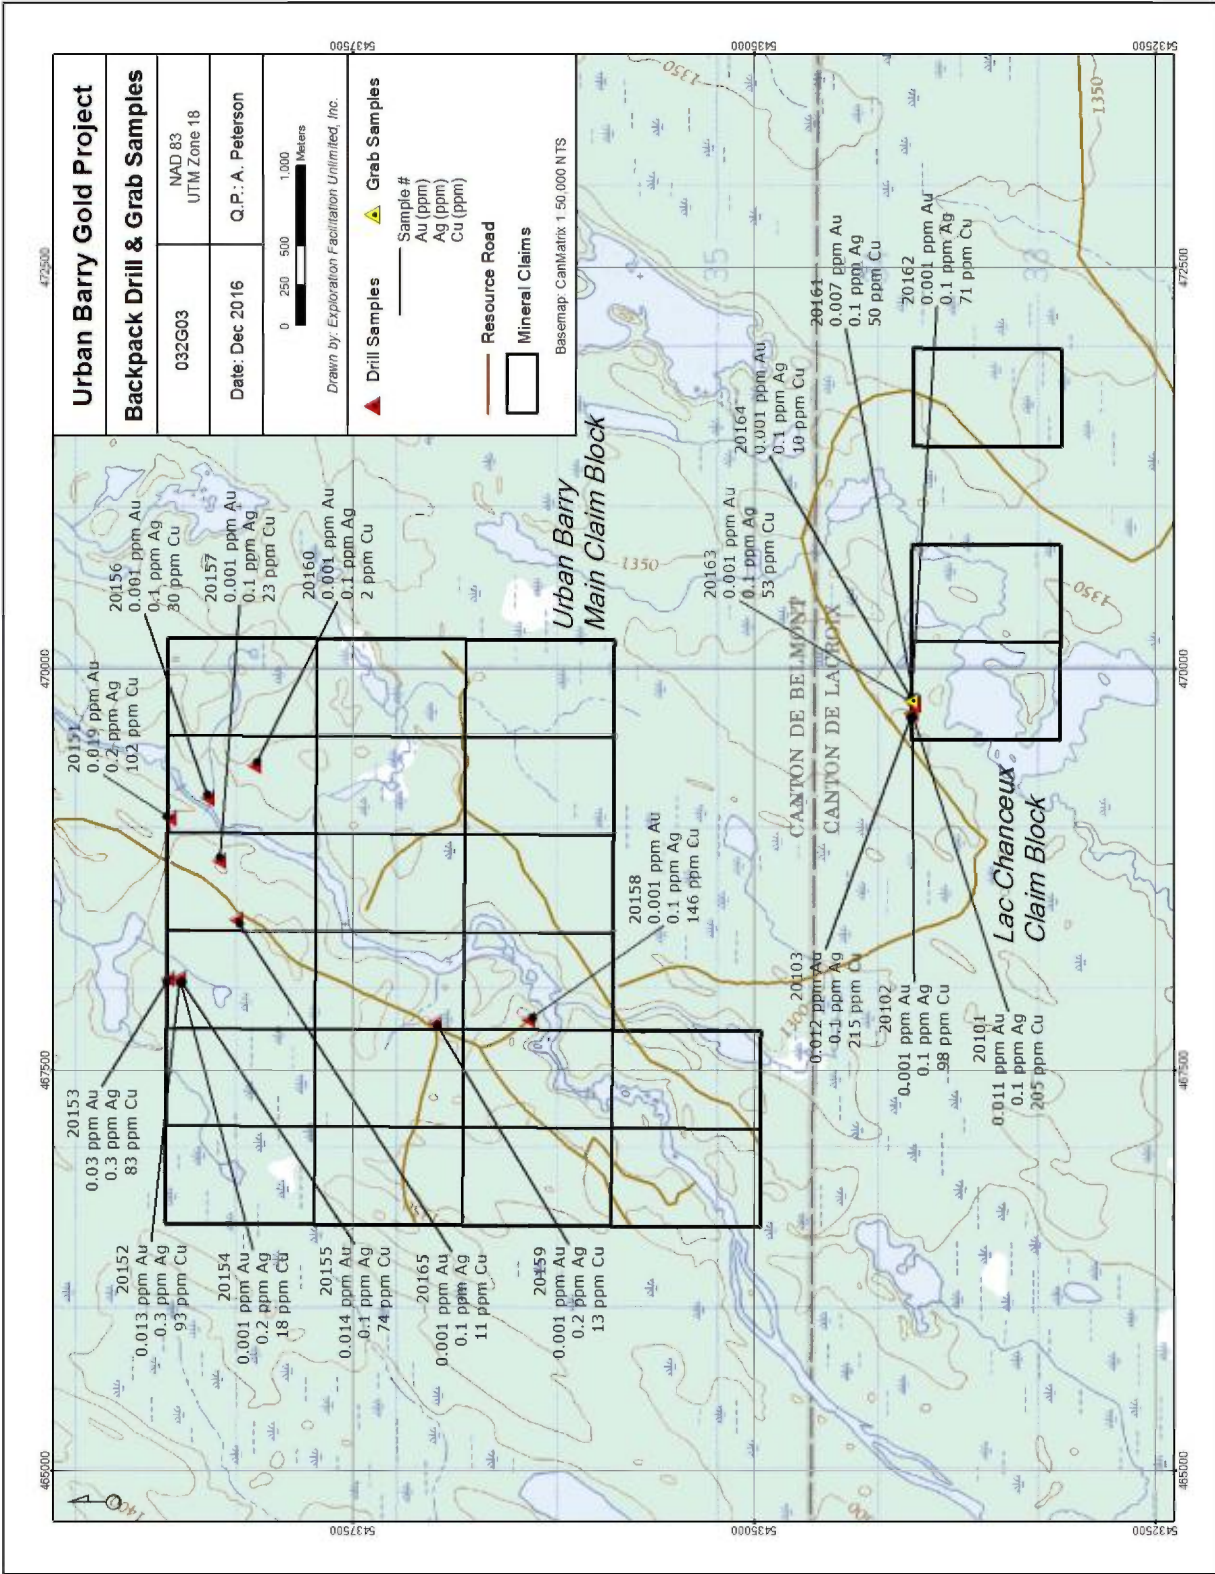 Urban Barry Gold Project
Backpack Drill & Grab Samples
032G03
NAD 83
UTM Zone 18
Date: Dec 2016
Q.P.: A. Peterson
0 250 500 1,000
Meters
Drawn by: Exploration Facilitation Unlimited, Inc.
Drill Samples
Grab Samples
Sample #
Au (ppm)
Ag (ppm)
Cu (ppm)
Resource Road
Mineral Claims
Basemap: CanMatrix 1:50,000 NTS
465000
467500
470000
472500
5437500
5435000
5432500
5437500
5435000
5432500
465000
467500
470000
472500
20153
0.03 ppm Au
0.3 ppm Ag
83 ppm Cu
20151
0.019 ppm Au
0.2 ppm Ag
102 ppm Cu
20156
0.001 ppm Au
0.1 ppm Ag
30 ppm Cu
20157
0.001 ppm Au
0.1 ppm Ag
23 ppm Cu
20160
0.001 ppm Au
0.1 ppm Ag
2 ppm Cu
20152
0.013 ppm Au
0.3 ppm Ag
93 ppm Cu
20154
0.001 ppm Au
0.2 ppm Ag
18 ppm Cu
20155
0.014 ppm Au
0.1 ppm Ag
74 ppm Cu
20165
0.001 ppm Au
0.1 ppm Ag
11 ppm Cu
20159
0.001 ppm Au
0.2 ppm Ag
13 ppm Cu
20158
0.001 ppm Au
0.1 ppm Ag
146 ppm Cu
Urban Barry
Main Claim Block
20163
0.001 ppm Au
0.1 ppm Ag
53 ppm Cu
20164
0.001 ppm Au
0.1 ppm Ag
10 ppm Cu
20161
0.007 ppm Au
0.1 ppm Ag
50 ppm Cu
20162
0.001 ppm Au
0.1 ppm Ag
71 ppm Cu
CANTON DE BELMONT
CANTON DE LACROIX
20103
0.012 ppm Au
0.1 ppm Ag
215 ppm Cu
20102
0.001 ppm Au
0.1 ppm Ag
98 ppm Cu
20101
0.011 ppm Au
0.1 ppm Ag
205 ppm Cu
Lac Chanceux
Claim Block
1400
1350
1350
1350
1350
1300
35